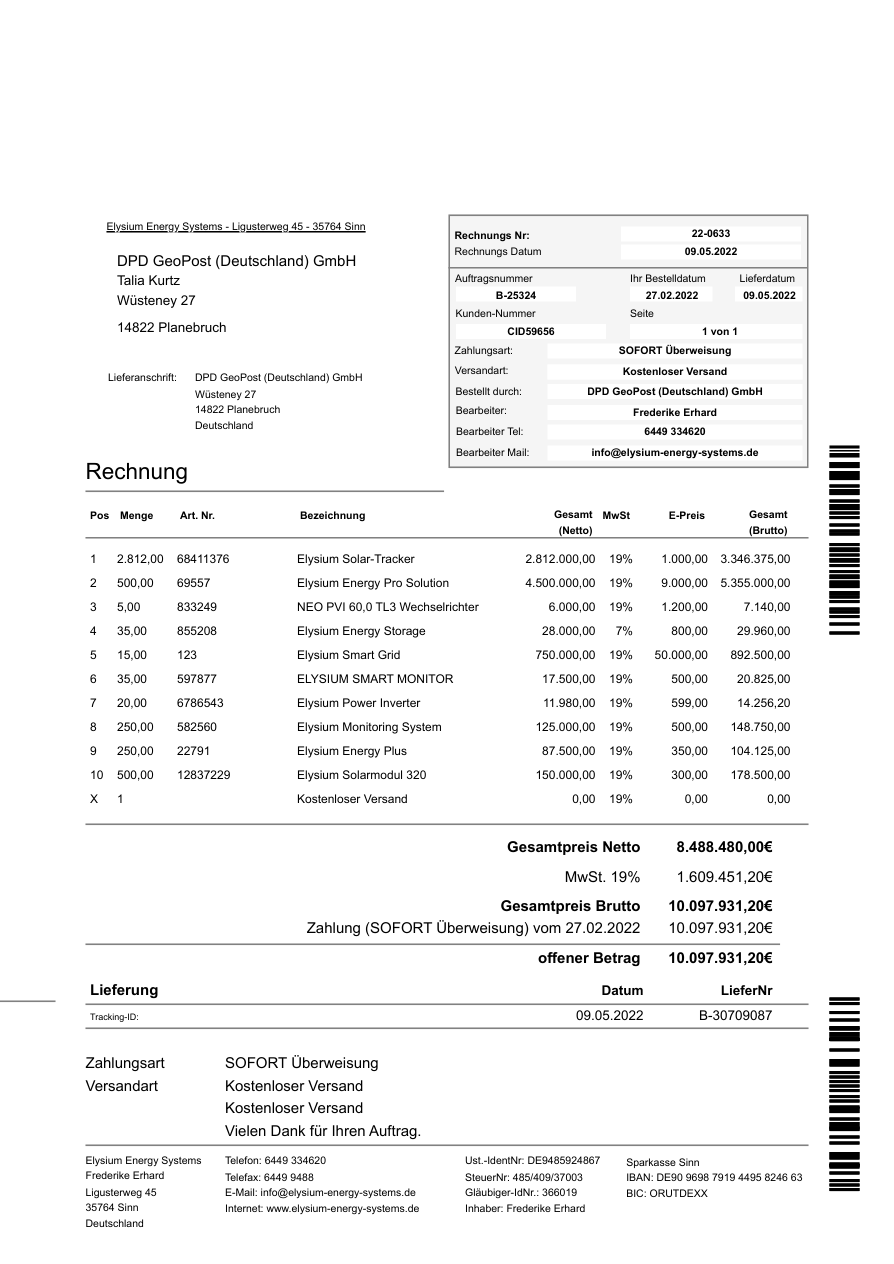 Elysium Energy Systems - Ligusterweg 45 - 35764 Sinn
DPD GeoPost (Deutschland) GmbH
Talia Kurtz
Wüsteney 27
14822 Planebruch
Lieferanschrift: DPD GeoPost (Deutschland) GmbH
Wüsteney 27
14822 Planebruch
Deutschland
Rechnungs Nr: 22-0633
Rechnungs Datum 09.05.2022
Auftragsnummer Ihr Bestelldatum Lieferdatum
B-25324 27.02.2022 09.05.2022
Kunden-Nummer Seite
CID59656 1 von 1
Zahlungsart: SOFORT Überweisung
Versandart: Kostenloser Versand
Bestellt durch: DPD GeoPost (Deutschland) GmbH
Bearbeiter: Frederike Erhard
Bearbeiter Tel: 6449 334620
Bearbeiter Mail: info@elysium-energy-systems.de
Rechnung
Pos Menge Art. Nr. Bezeichnung Gesamt MwSt E-Preis Gesamt
(Netto) (Brutto)
1 2.812,00 68411376 Elysium Solar-Tracker 2.812.000,00 19% 1.000,00 3.346.375,00
2 500,00 69557 Elysium Energy Pro Solution 4.500.000,00 19% 9.000,00 5.355.000,00
3 5,00 833249 NEO PVI 60,0 TL3 Wechselrichter 6.000,00 19% 1.200,00 7.140,00
4 35,00 855208 Elysium Energy Storage 28.000,00 7% 800,00 29.960,00
5 15,00 123 Elysium Smart Grid 750.000,00 19% 50.000,00 892.500,00
6 35,00 597877 ELYSIUM SMART MONITOR 17.500,00 19% 500,00 20.825,00
7 20,00 6786543 Elysium Power Inverter 11.980,00 19% 599,00 14.256,20
8 250,00 582560 Elysium Monitoring System 125.000,00 19% 500,00 148.750,00
9 250,00 22791 Elysium Energy Plus 87.500,00 19% 350,00 104.125,00
10 500,00 12837229 Elysium Solarmodul 320 150.000,00 19% 300,00 178.500,00
X 1 Kostenloser Versand 0,00 19% 0,00 0,00
Gesamtpreis Netto 8.488.480,00€
MwSt. 19% 1.609.451,20€
Gesamtpreis Brutto 10.097.931,20€
Zahlung (SOFORT Überweisung) vom 27.02.2022 10.097.931,20€
offener Betrag 10.097.931,20€
Lieferung Datum LieferNr
Tracking-ID: 09.05.2022 B-30709087
Zahlungsart SOFORT Überweisung
Versandart Kostenloser Versand
Kostenloser Versand
Vielen Dank für Ihren Auftrag.
Elysium Energy Systems Telefon: 6449 334620 Ust.-IdentNr: DE9485924867 Sparkasse Sinn
Frederike Erhard Telefax: 6449 9488 SteuerNr: 485/409/37003 IBAN: DE90 9698 7919 4495 8246 63
Ligusterweg 45 E-Mail: info@elysium-energy-systems.de Gläubiger-IdNr.: 366019 BIC: ORUTDEXX
35764 Sinn Internet: www.elysium-energy-systems.de Inhaber: Frederike Erhard
Deutschland